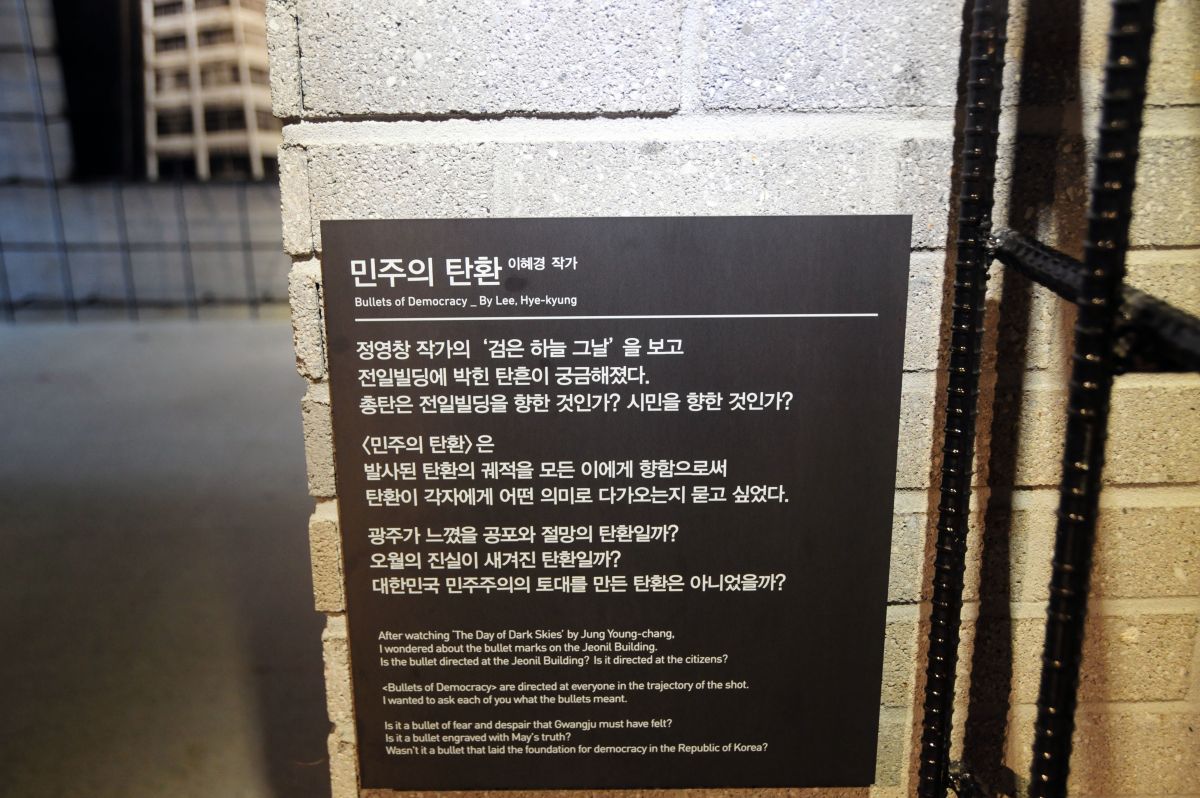 민주의 탄환 이혜경 작가
Bullets of Democracy _ By Lee, Hye-kyung
정영창 작가의 ‘검은 하늘 그날’ 을 보고
전일빌딩에 박힌 탄흔이 궁금해졌다.
총탄은 전일빌딩을 향한 것인가? 시민을 향한 것인가?
〈민주의 탄환〉은
발사된 탄환의 궤적을 모든 이에게 향함으로써
탄환이 각자에게 어떤 의미로 다가오는지 묻고 싶었다.
광주가 느꼈을 공포와 절망의 탄환일까?
오월의 진실이 새겨진 탄환일까?
대한민국 민주주의의 토대를 만든 탄환은 아니었을까?
After watching 'The Day of Dark Skies' by Jung Young-chang,
I wondered about the bullet marks on the Jeonil Building.
Is the bullet directed at the Jeonil Building? Is it directed at the citizens?
<Bullets of Democracy> are directed at everyone in the trajectory of the shot.
I wanted to ask each of you what the bullets meant.
Is it a bullet of fear and despair that Gwangju must have felt?
Is it a bullet engraved with May's truth?
Wasn't it a bullet that laid the foundation for democracy in the Republic of Korea?